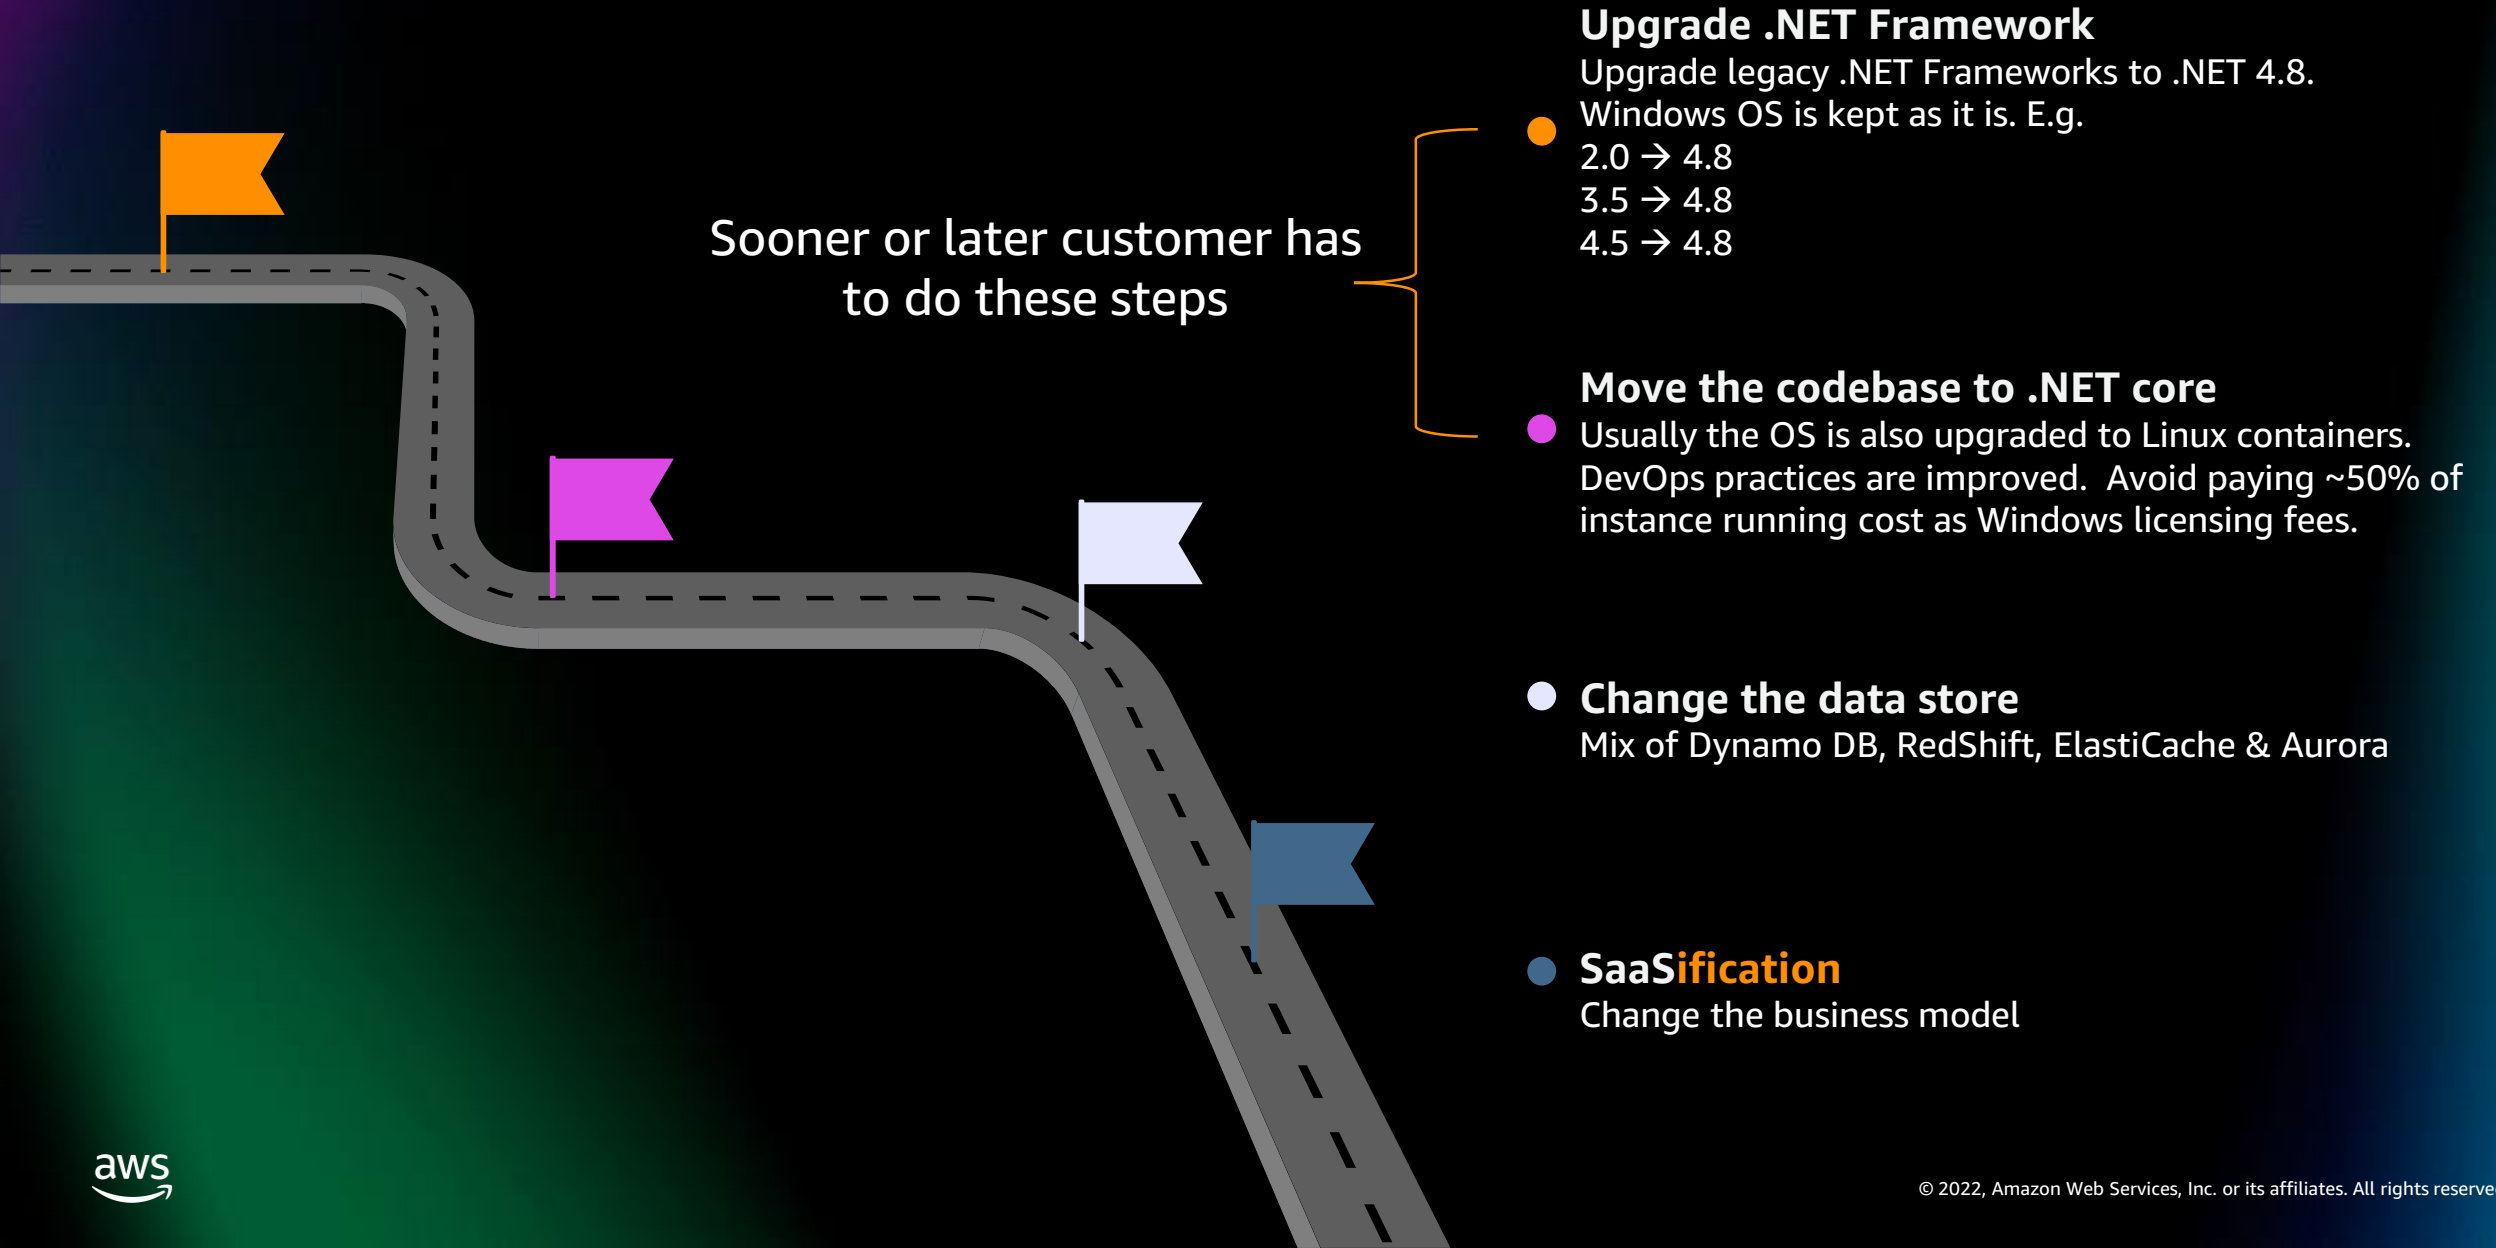 Upgrade .NET Framework
Upgrade legacy .NET Frameworks to .NET 4.8.
Windows OS is kept as it is. E.g.
2.0 → 4.8
3.5 → 4.8
4.5 → 4.8
Sooner or later customer has
to do these steps
Move the codebase to .NET core
Usually the OS is also upgraded to Linux containers.
DevOps practices are improved.  Avoid paying ~50% of
instance running cost as Windows licensing fees.
Change the data store
Mix of Dynamo DB, RedShift, ElastiCache & Aurora
SaaSification
Change the business model
aws
© 2022, Amazon Web Services, Inc. or its affiliates. All rights reserve